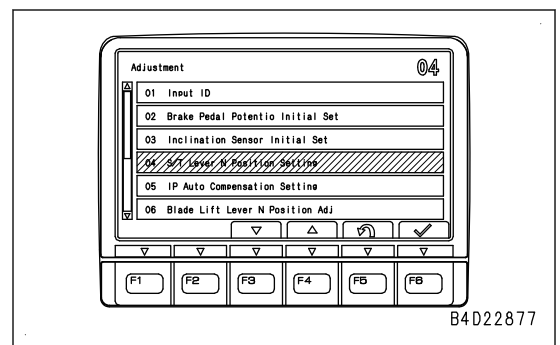 Adjustment 04
01 Input ID
02 Brake Pedal Potentio Initial Set
03 Inclination Sensor Initial Set
04 S/T Lever N Position Setting
05 IP Auto Compensation Setting
06 Blade Lift Lever N Position Adj
F1 F2 F3 F4 F5 F6
B4D22877